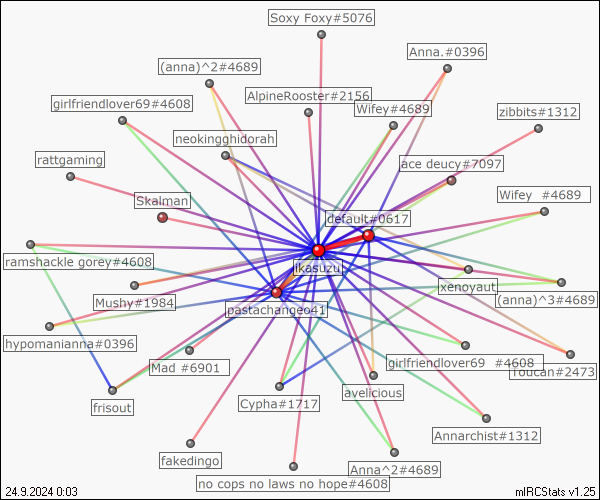 Soxy Foxy#5076
Anna.#0396
(anna)^2#4689
AlpineRooster#2156
girlfriendlover69#4608
Wifey#4689
zibbits#1312
neokingghidorah
rattgaming
ace deucy#7097
Skalman
Wifey  #4689
default#0617
ramshackle gorey#4608
ikasuzu
xenoyaut
(anna)^3#4689
Mushy#1984
pastachangeo41
hypomanianna#0396
Mad #6901
girlfriendlover69  #4608
Toucan#2473
frisout
Cypha#1717
avelicious
Annarchist#1312
fakedingo
Anna^2#4689
no cops no laws no hope#4608
24.9.2024 0:03
mIRCStats v1.25